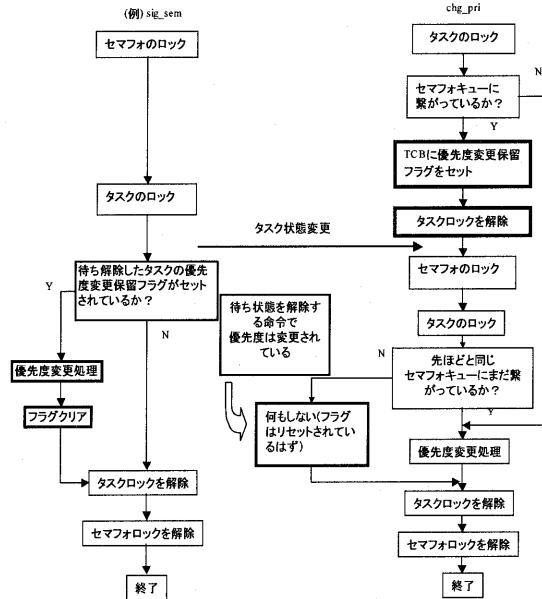 (例) sig_sem
セマフォのロック
タスクのロック
待ち解除したタスクの優先
度変更保留フラグがセット
されているか？
Y
N
優先度変更処理
フラグクリア
タスクロックを解除
セマフォロックを解除
終了
タスク状態変更
待ち状態を解除す
る命令で
優先度は変更され
ている
chg_pri
タスクのロック
セマフォキューに
繋がっているか？
N
Y
TCBに優先度変更保留
フラグをセット
タスクロックを解除
セマフォのロック
タスクのロック
先ほどと同じ
セマフォキューにまだ繋
がっているか？
N
Y
何もしない(フラグ
はリセットされてい
るはず)
優先度変更処理
タスクロックを解除
セマフォロックを解除
終了